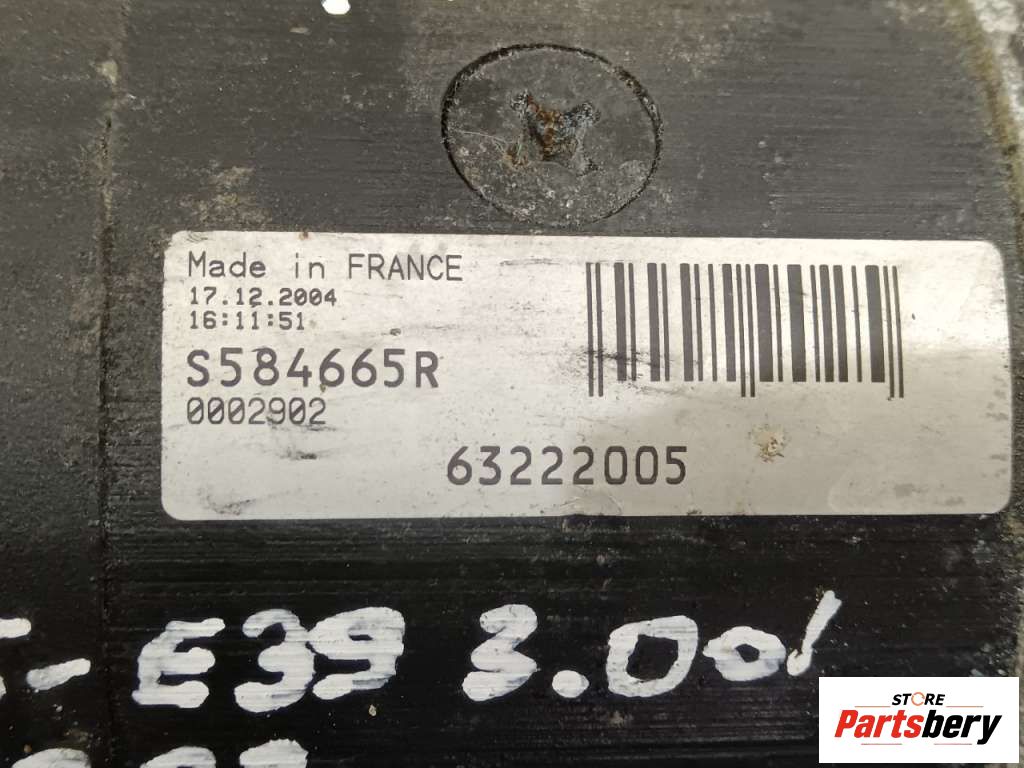 Made in FRANCE
17.12.2004
16:11:51
S584665R
0002902
63222005
- E39 3.0d
STORE
Partsbery